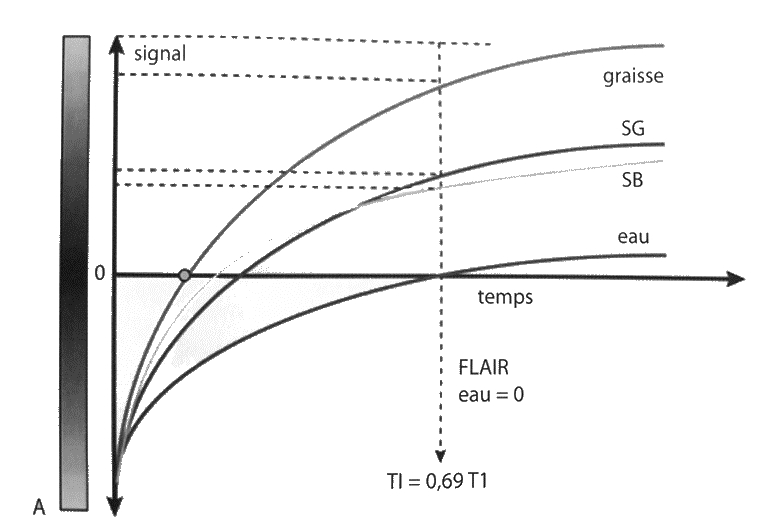 signal
graisse
SG
SB
eau
0
temps
FLAIR
eau = 0
TI = 0,69 T1
A